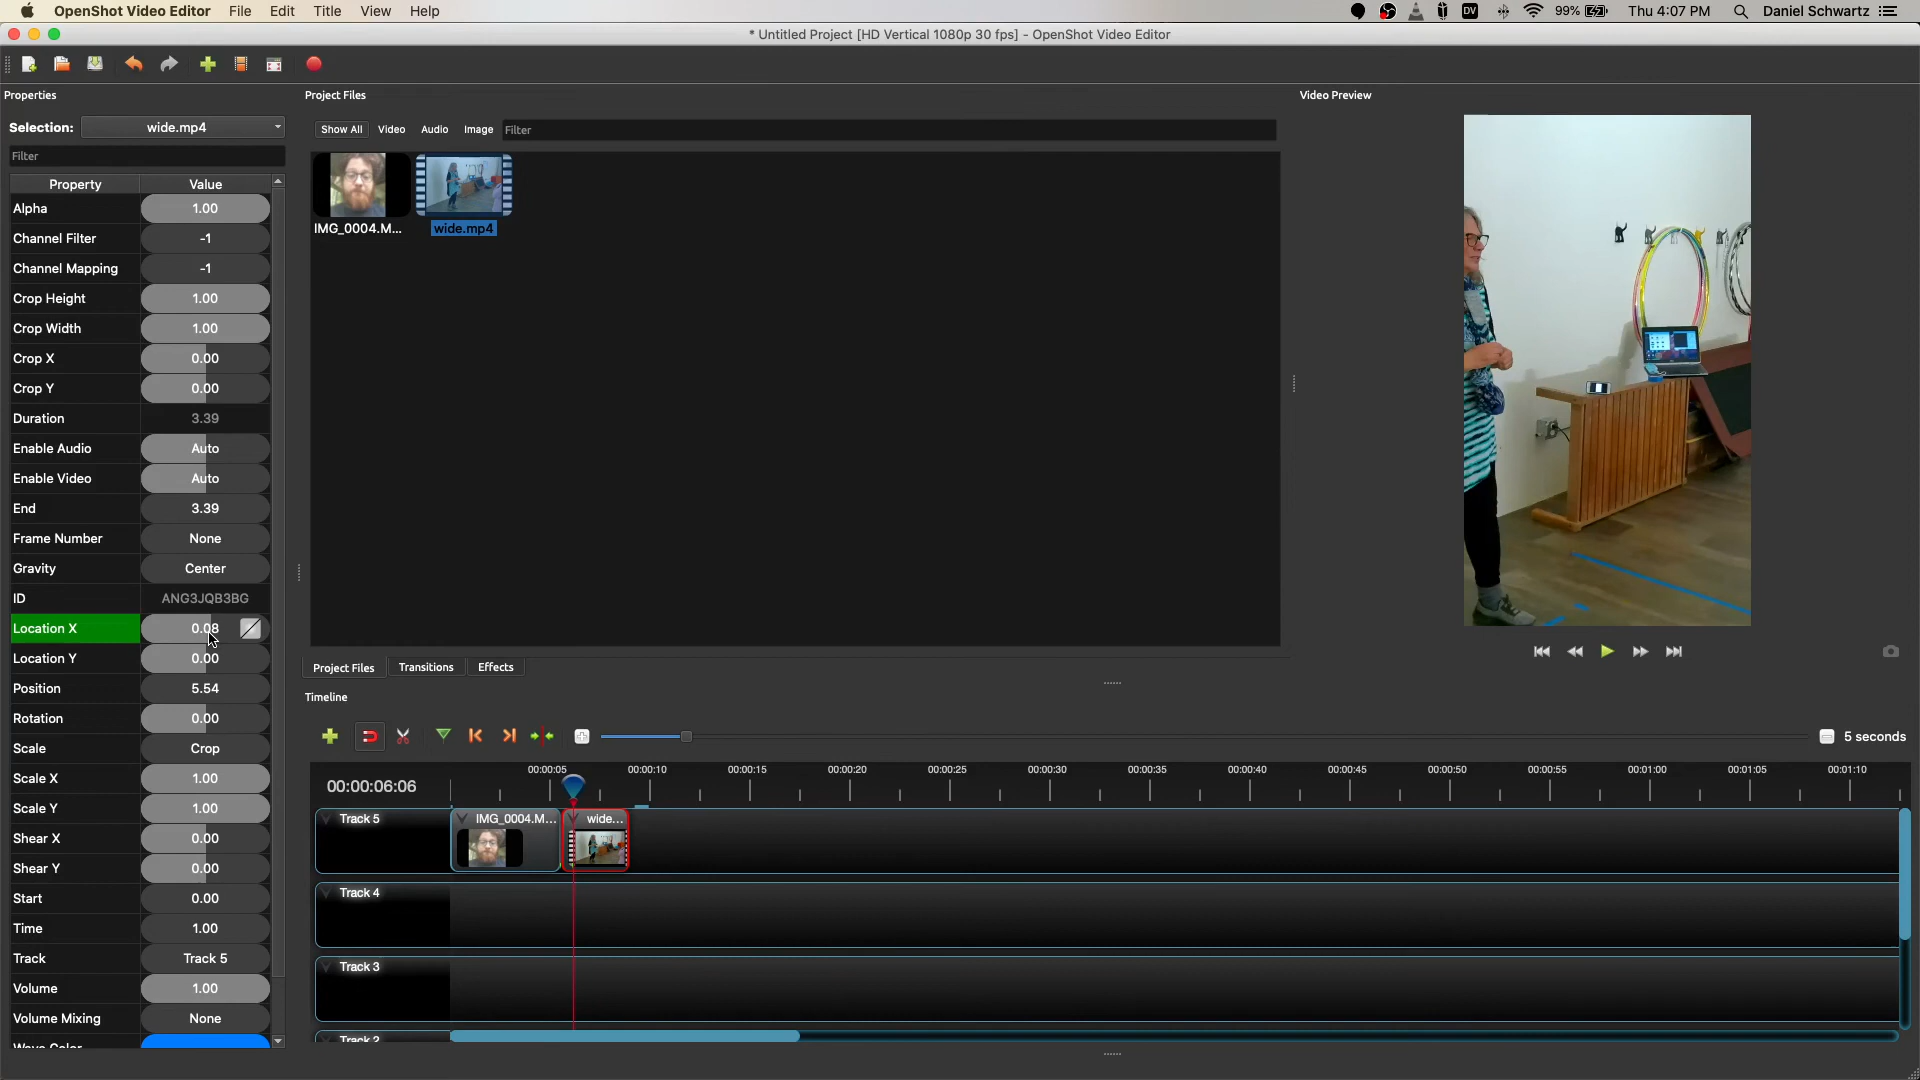 OpenShot Video Editor File Edit Title View Help DV 99% Thu 4:07 PM Daniel Schwartz
* Untitled Project [HD Vertical 1080p 30 fps] - OpenShot Video Editor
Properties
Selection: wide.mp4
Filter
Property Value
Alpha 1.00
Channel Filter -1
Channel Mapping -1
Crop Height 1.00
Crop Width 1.00
Crop X 0.00
Crop Y 0.00
Duration 3.39
Enable Audio Auto
Enable Video Auto
End 3.39
Frame Number None
Gravity Center
ID ANG3JQB3BG
Location X 0.08
Location Y 0.00
Position 5.54
Rotation 0.00
Scale Crop
Scale X 1.00
Scale Y 1.00
Shear X 0.00
Shear Y 0.00
Start 0.00
Time 1.00
Track Track 5
Volume 1.00
Volume Mixing None
Wave Color
Project Files
Show All Video Audio Image Filter
IMG_0004.M... wide.mp4
Project Files Transitions Effects
Video Preview
Timeline
5 seconds
00:00:06:06
00:00:05 00:00:10 00:00:15 00:00:20 00:00:25 00:00:30 00:00:35 00:00:40 00:00:45 00:00:50 00:00:55 00:01:00 00:01:05 00:01:10
Track 5 IMG_0004.M... wide...
Track 4
Track 3
Track 2